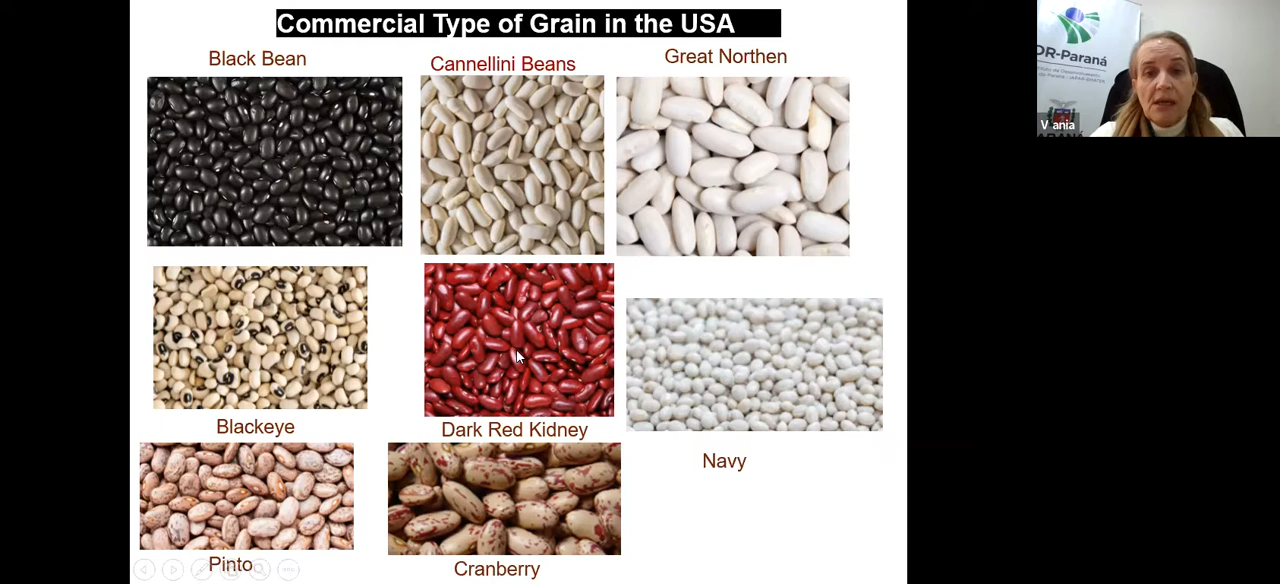 Commercial Type of Grain in the USA
Black Bean
Cannellini Beans
Great Northen
Blackeye
Dark Red Kidney
Navy
Pinto
Cranberry
DR-Paraná
V ania